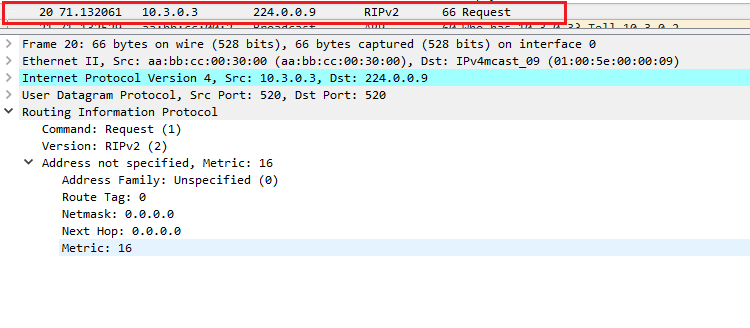 20 71.132061 10.3.0.3 224.0.0.9 RIPv2 66 Request
Frame 20: 66 bytes on wire (528 bits), 66 bytes captured (528 bits) on interface 0
Ethernet II, Src: aa:bb:cc:00:30:00 (aa:bb:cc:00:30:00), Dst: IPv4mcast_09 (01:00:5e:00:00:09)
Internet Protocol Version 4, Src: 10.3.0.3, Dst: 224.0.0.9
User Datagram Protocol, Src Port: 520, Dst Port: 520
Routing Information Protocol
Command: Request (1)
Version: RIPv2 (2)
Address not specified, Metric: 16
Address Family: Unspecified (0)
Route Tag: 0
Netmask: 0.0.0.0
Next Hop: 0.0.0.0
Metric: 16